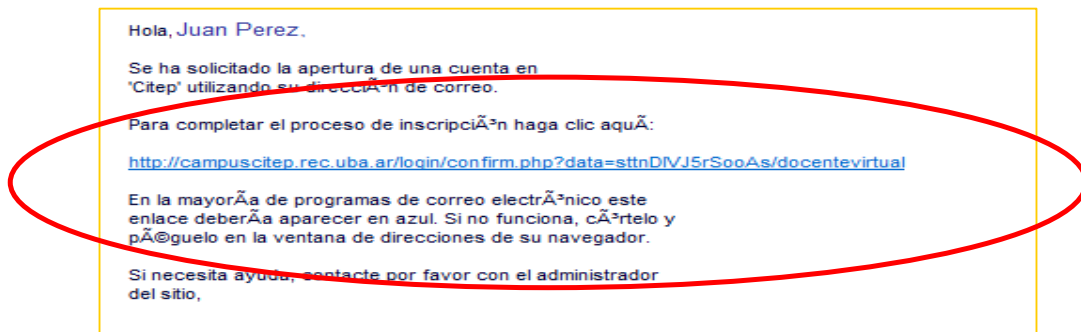 Hola, Juan Perez,
Se ha solicitado la apertura de una cuenta en
'Citep' utilizando su direcciÃ³n de correo.
Para completar el proceso de inscripciÃ³n haga clic aquÃ:
http://campuscitep.rec.uba.ar/login/confirm.php?data=sttnDlVJ5rSooAs/docentevirtual
En la mayorÃa de programas de correo electrÃ³nico este
enlace deberÃa aparecer en azul. Si no funciona, cÃ³rtelo y
pÃ©guelo en la ventana de direcciones de su navegador.
Si necesita ayuda, contacte por favor con el administrador
del sitio,